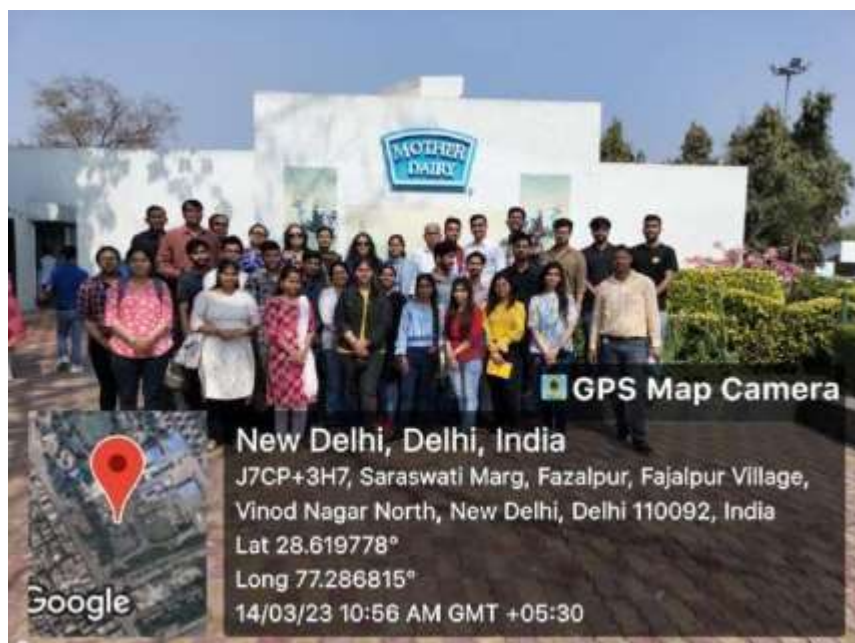 MOTHER
DAIRY
GPS Map Camera
New Delhi, Delhi, India
J7CP+3H7, Saraswati Marg, Fazalpur, Fajalpur Village,
Vinod Nagar North, New Delhi, Delhi 110092, India
Lat 28.619778°
Long 77.286815°
14/03/23 10:56 AM GMT +05:30
Google